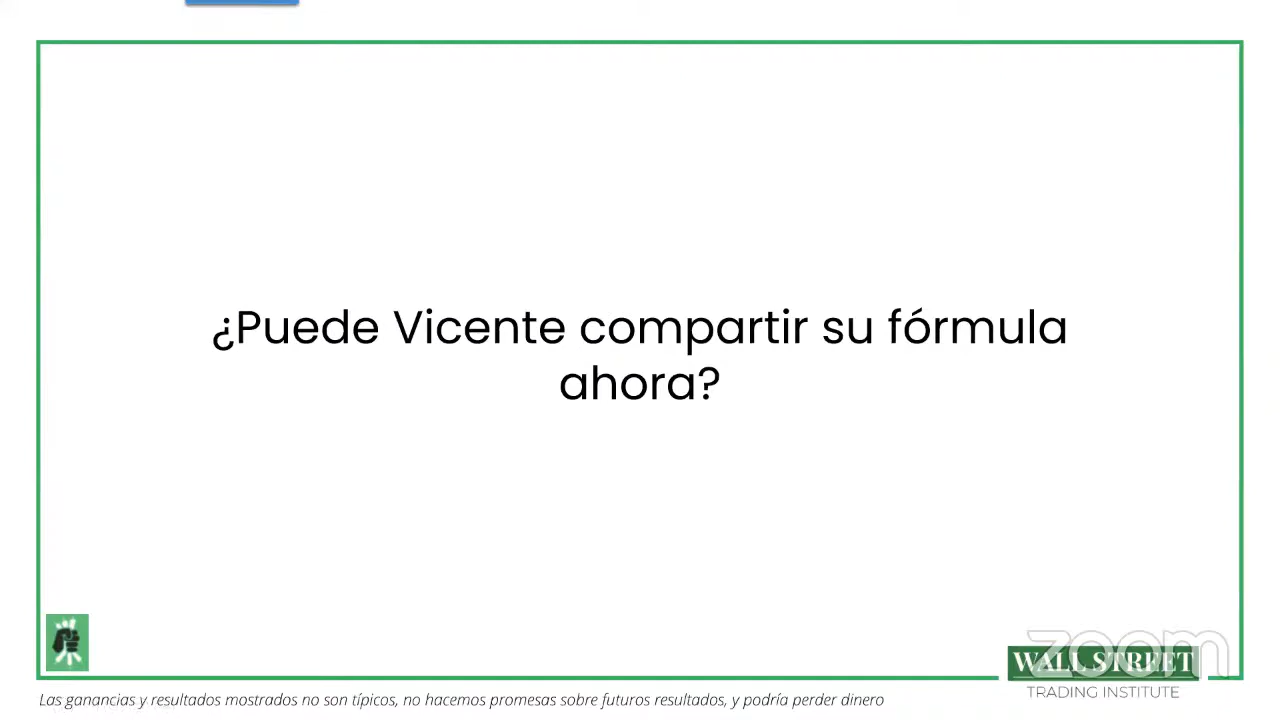 ¿Puede Vicente compartir su fórmula
ahora?
zoom
WALL STREET
TRADING INSTITUTE
Las ganancias y resultados mostrados no son típicos, no hacemos promesas sobre futuros resultados, y podría perder dinero